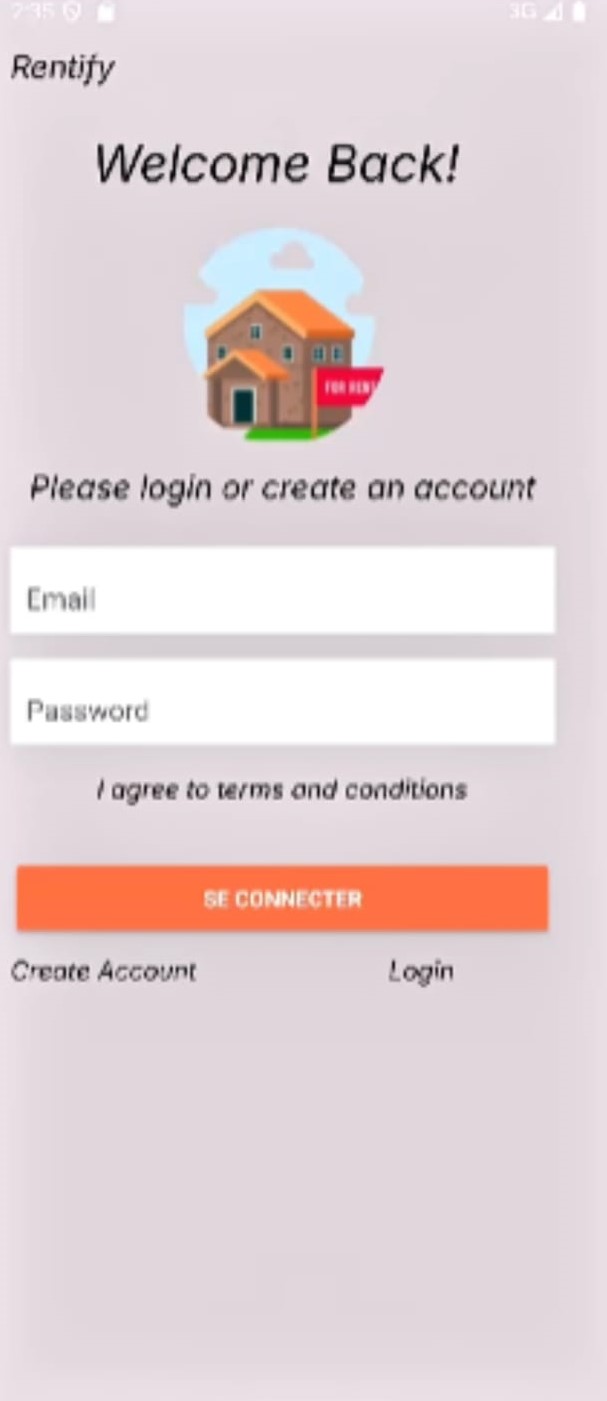 2:35 3G
Rentify
Welcome Back!
FOR RENT
Please login or create an account
Email
Password
I agree to terms and conditions
SE CONNECTER
Create Account Login